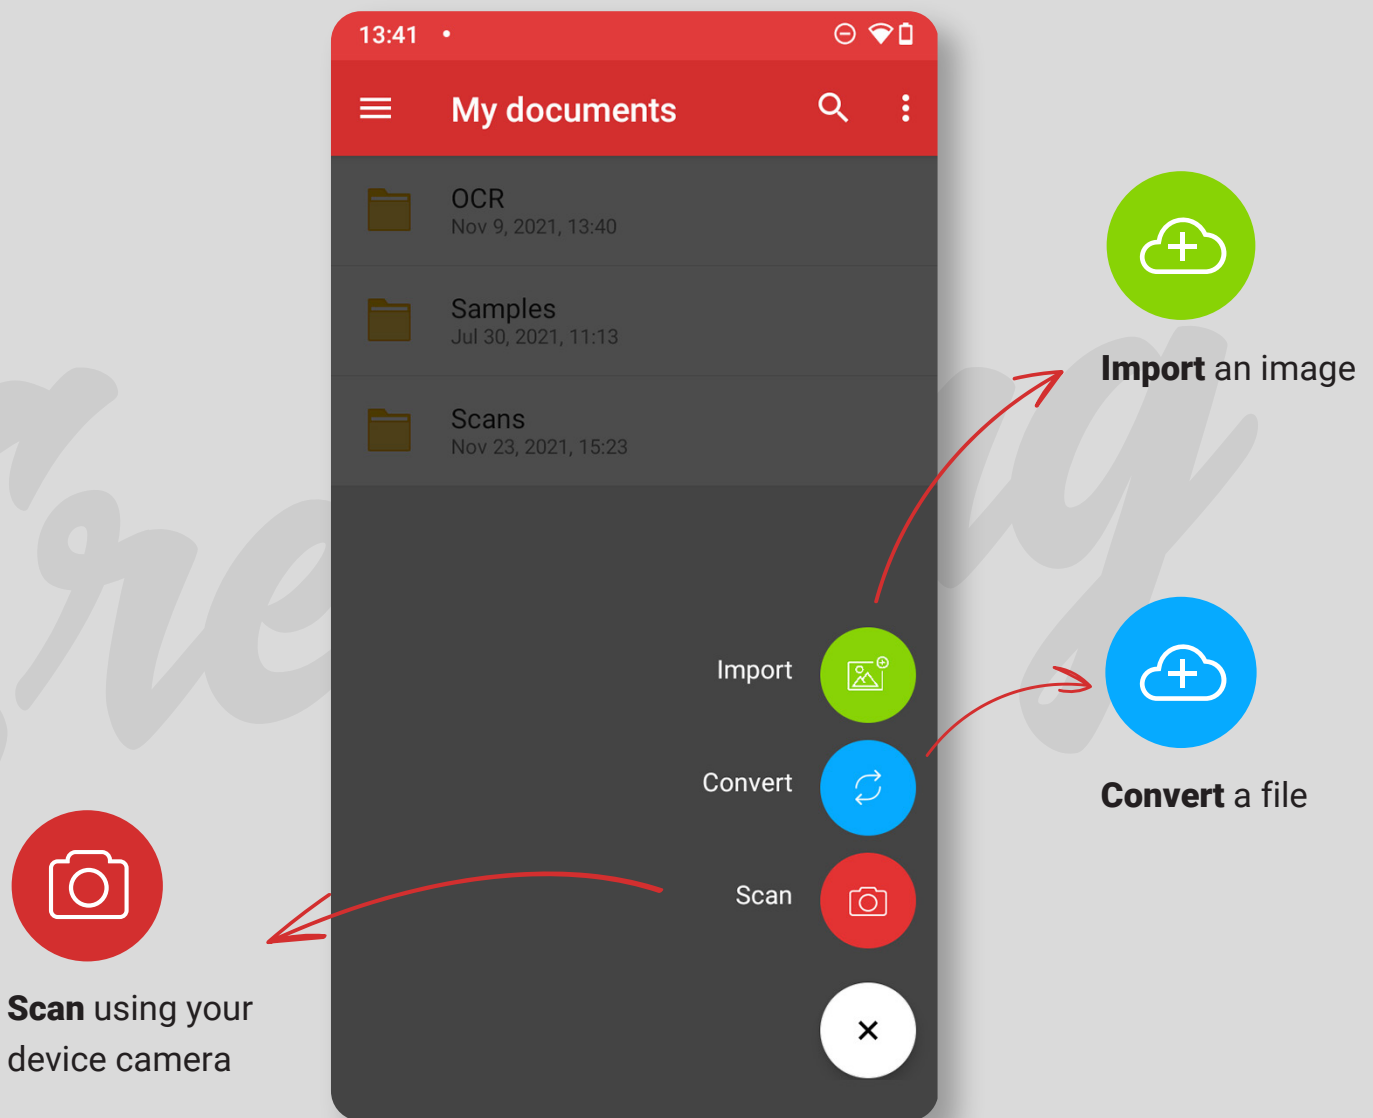 13:41
My documents
OCR
Nov 9, 2021, 13:40
Samples
Jul 30, 2021, 11:13
Scans
Nov 23, 2021, 15:23
Import an image
Import
Convert
Convert a file
Scan
Scan using your
device camera